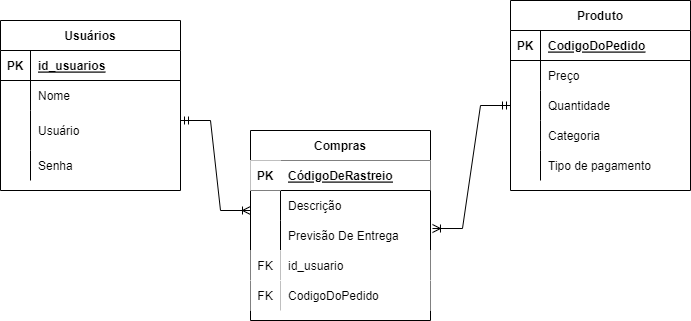 Usuários
PK id_usuarios
Nome
Usuário
Senha
Compras
PK CódigoDeRastreio
Descrição
Previsão De Entrega
FK id_usuario
FK CodigoDoPedido
Produto
PK CodigoDoPedido
Preço
Quantidade
Categoria
Tipo de pagamento